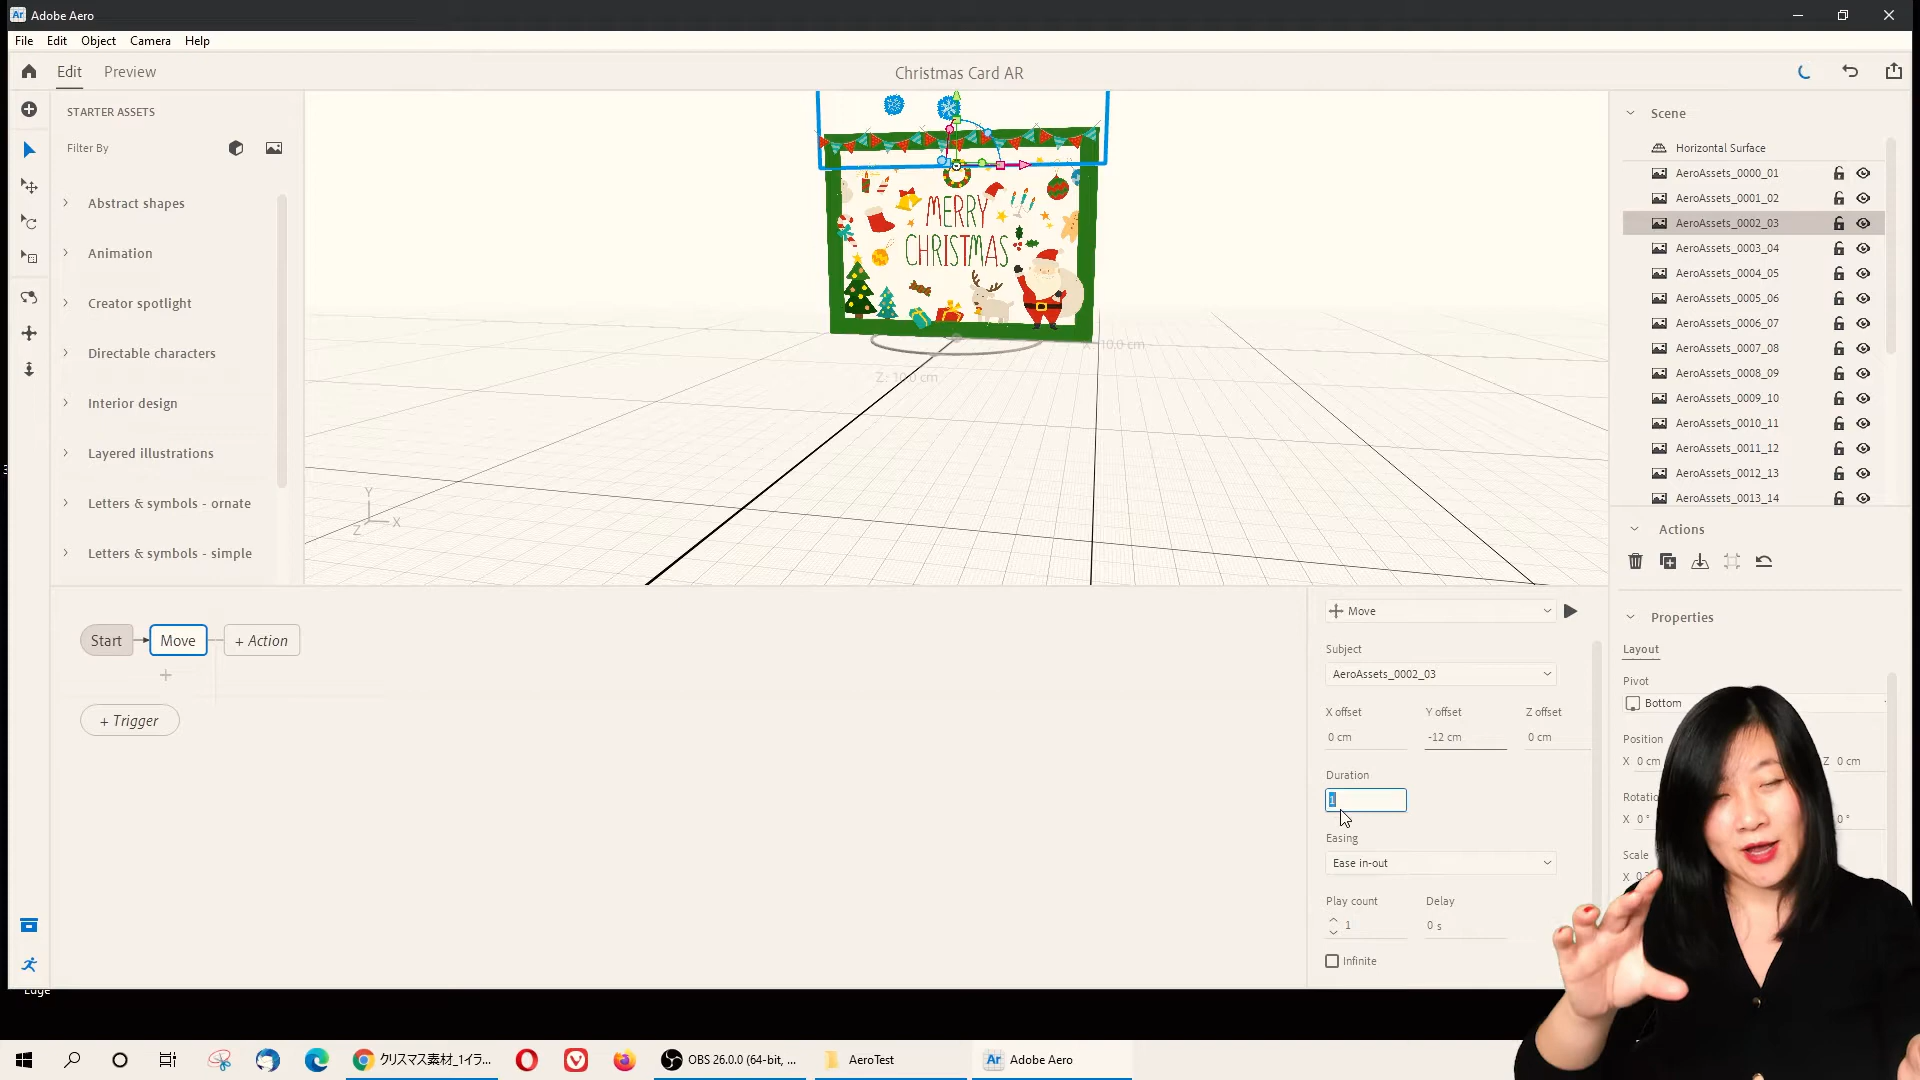 Adobe Aero
File Edit Object Camera Help
Edit Preview
Christmas Card AR
STARTER ASSETS
Filter By
Abstract shapes
Animation
Creator spotlight
Directable characters
Interior design
Layered illustrations
Letters & symbols - ornate
Letters & symbols - simple
MERRY
CHRISTMAS
X: 10.0 cm
Z: 10.0 cm
Y
X
Z
Scene
Horizontal Surface
AeroAssets_0000_01
AeroAssets_0001_02
AeroAssets_0002_03
AeroAssets_0003_04
AeroAssets_0004_05
AeroAssets_0005_06
AeroAssets_0006_07
AeroAssets_0007_08
AeroAssets_0008_09
AeroAssets_0009_10
AeroAssets_0010_11
AeroAssets_0011_12
AeroAssets_0012_13
AeroAssets_0013_14
Actions
Properties
Layout
Pivot
Bottom
Position
X 0 cm Z 0 cm
X 0° 0°
Scale
X
Start Move + Action
+ Trigger
Move
Subject
AeroAssets_0002_03
X offset Y offset Z offset
0 cm -12 cm 0 cm
Duration
1
Easing
Ease in-out
Play count Delay
1 0 s
Infinite
Edge
クリスマス素材_1イラ...
OBS 26.0.0 (64-bit, ...
AeroTest
Ar Adobe Aero